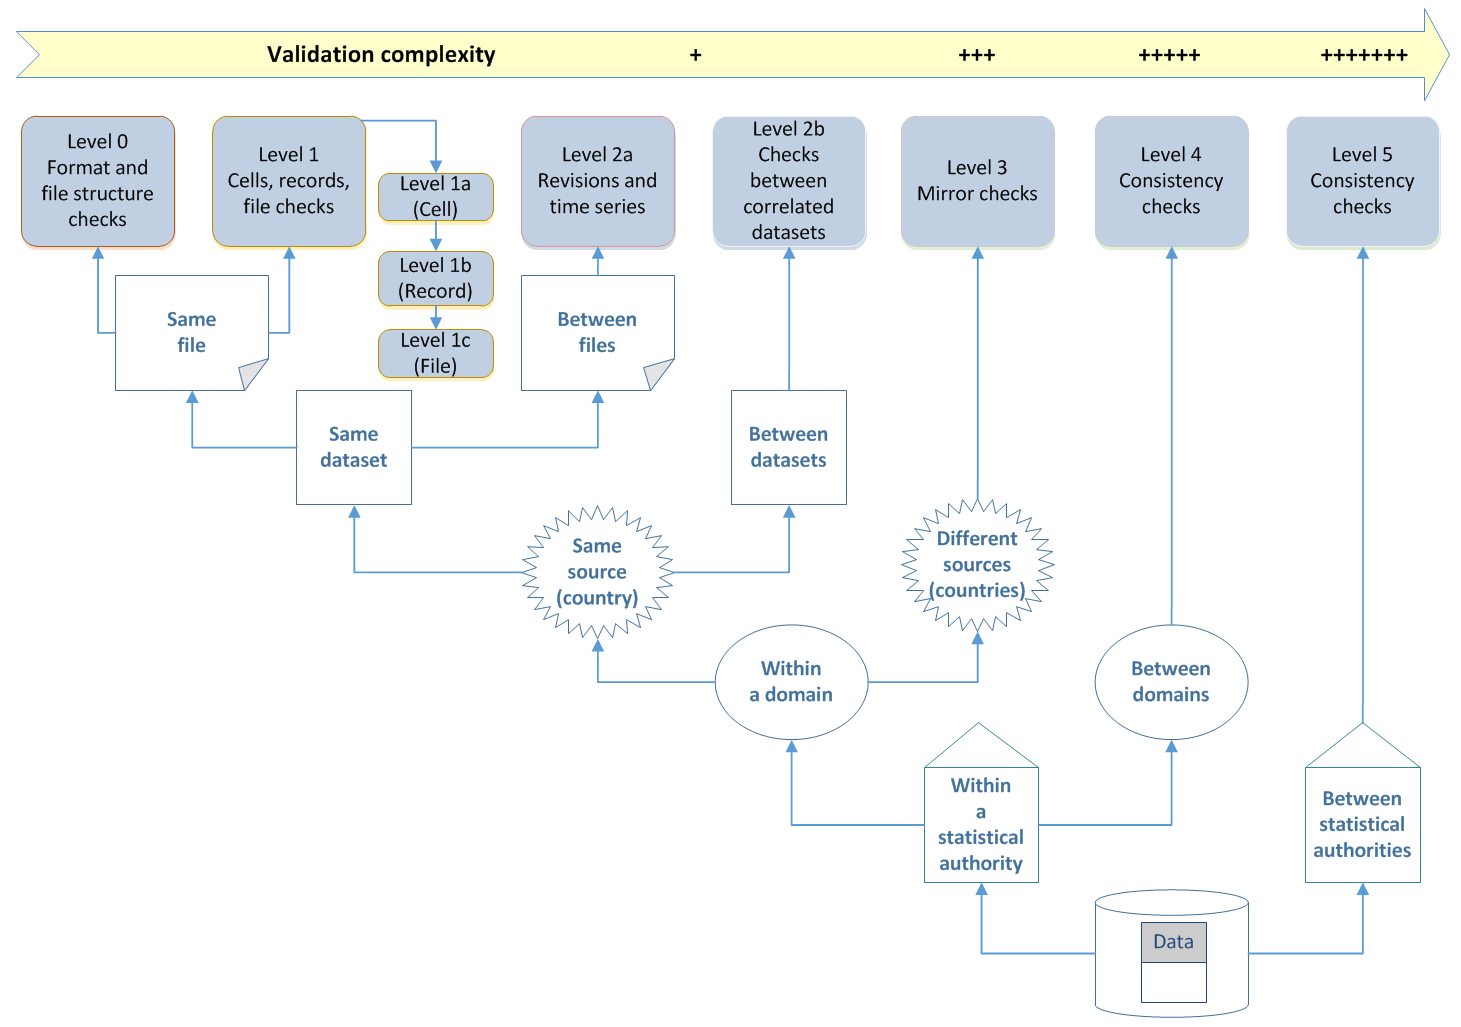 Validation complexity + +++ +++++ +++++++
Level 0
Format and
file structure
checks
Level 1
Cells, records,
file checks
Level 1a
(Cell)
Level 1b
(Record)
Level 1c
(File)
Level 2a
Revisions and
time series
Level 2b
Checks
between
correlated
datasets
Level 3
Mirror checks
Level 4
Consistency
checks
Level 5
Consistency
checks
Same
file
Between
files
Same
dataset
Between
datasets
Same
source
(country)
Different
sources
(countries)
Within
a domain
Between
domains
Within
a
statistical
authority
Between
statistical
authorities
Data